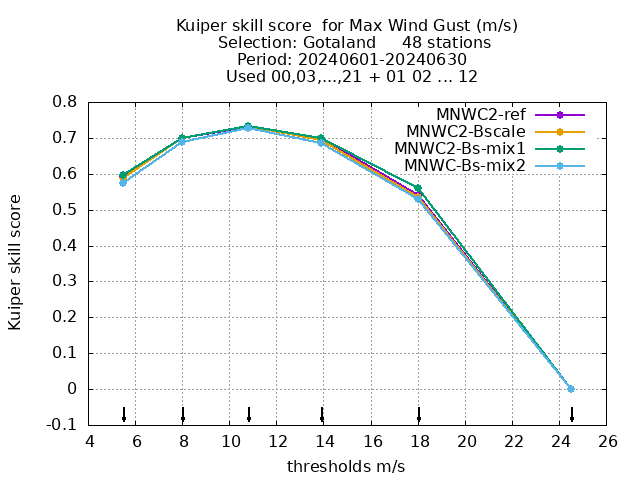 Kuiper skill score  for Max Wind Gust (m/s)
Selection: Gotaland     48 stations
Period: 20240601-20240630
Used 00,03,...,21 + 01 02 ... 12
MNWC2-ref
MNWC2-Bscale
MNWC2-Bs-mix1
MNWC-Bs-mix2
Kuiper skill score
0.8
0.7
0.6
0.5
0.4
0.3
0.2
0.1
0
-0.1
4 6 8 10 12 14 16 18 20 22 24 26
thresholds m/s